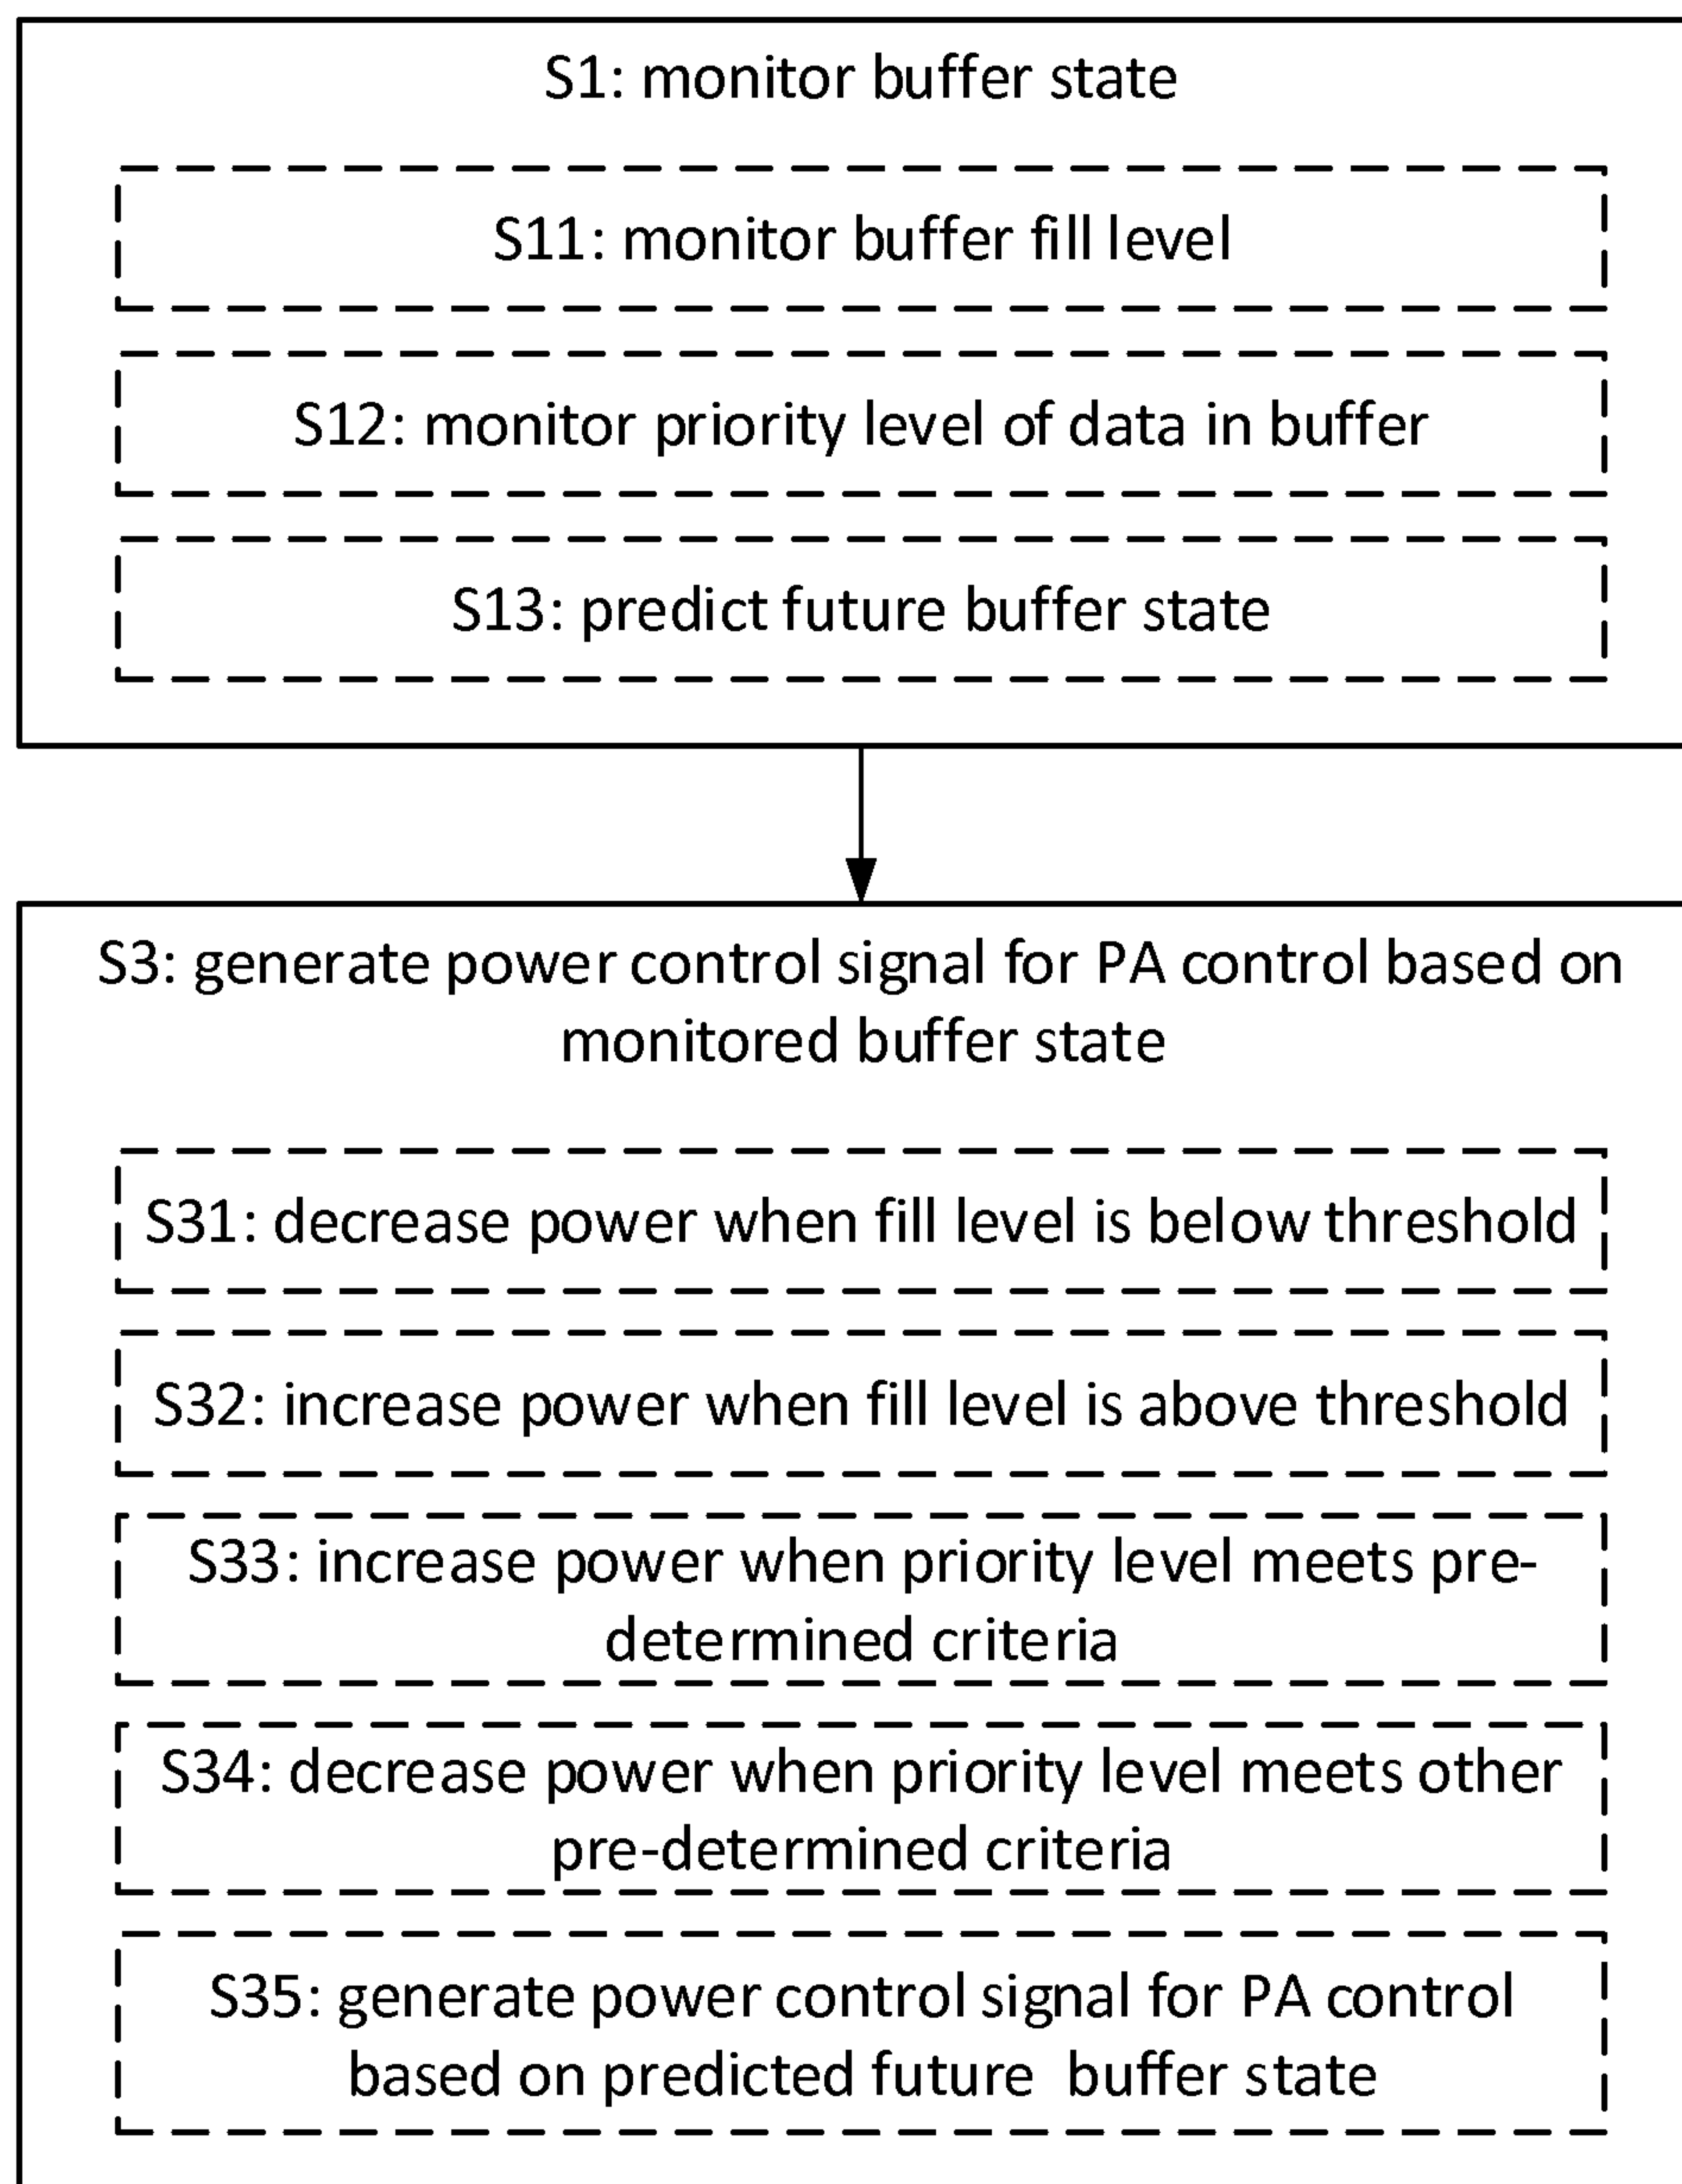 S1: monitor buffer state
S11: monitor buffer fill level
S12: monitor priority level of data in buffer
S13: predict future buffer state
S3: generate power control signal for PA control based on
monitored buffer state
S31: decrease power when fill level is below threshold
S32: increase power when fill level is above threshold
S33: increase power when priority level meets pre-
determined criteria
S34: decrease power when priority level meets other
pre-determined criteria
S35: generate power control signal for PA control
based on predicted future buffer state